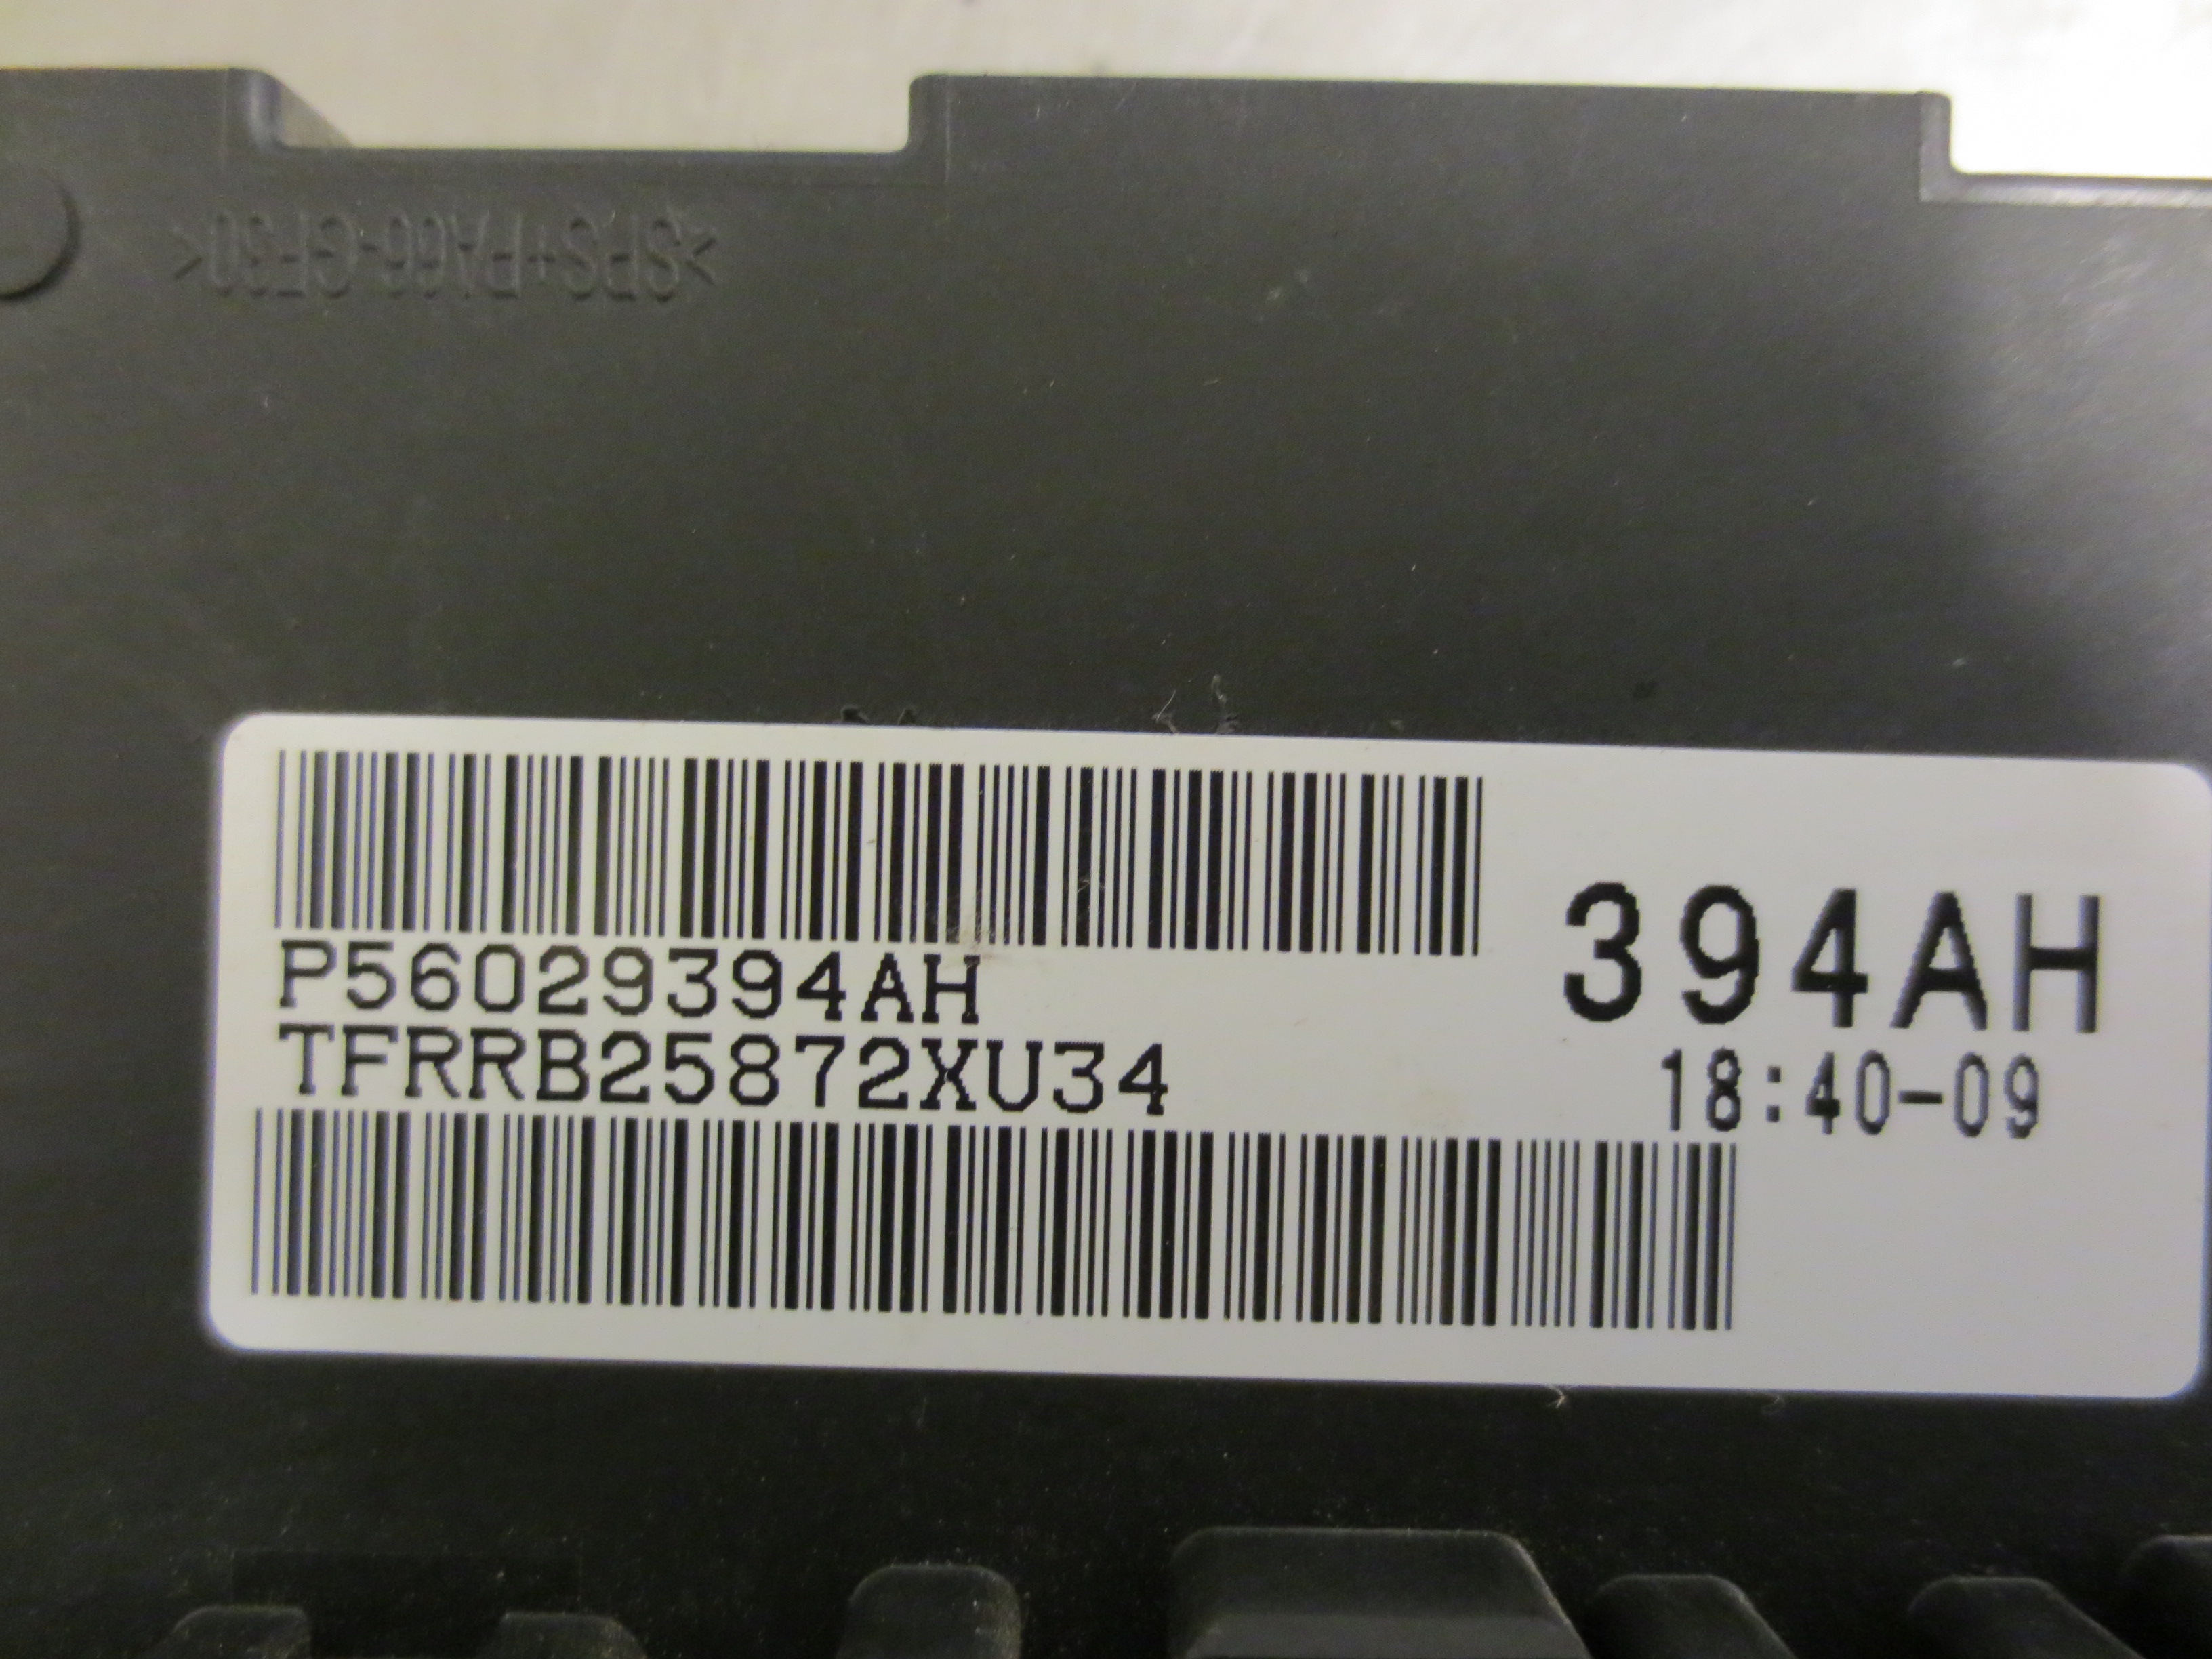 >SPS+PA66-GF30<
P56029394AH
TFRRB25872XU34
394AH
18:40-09